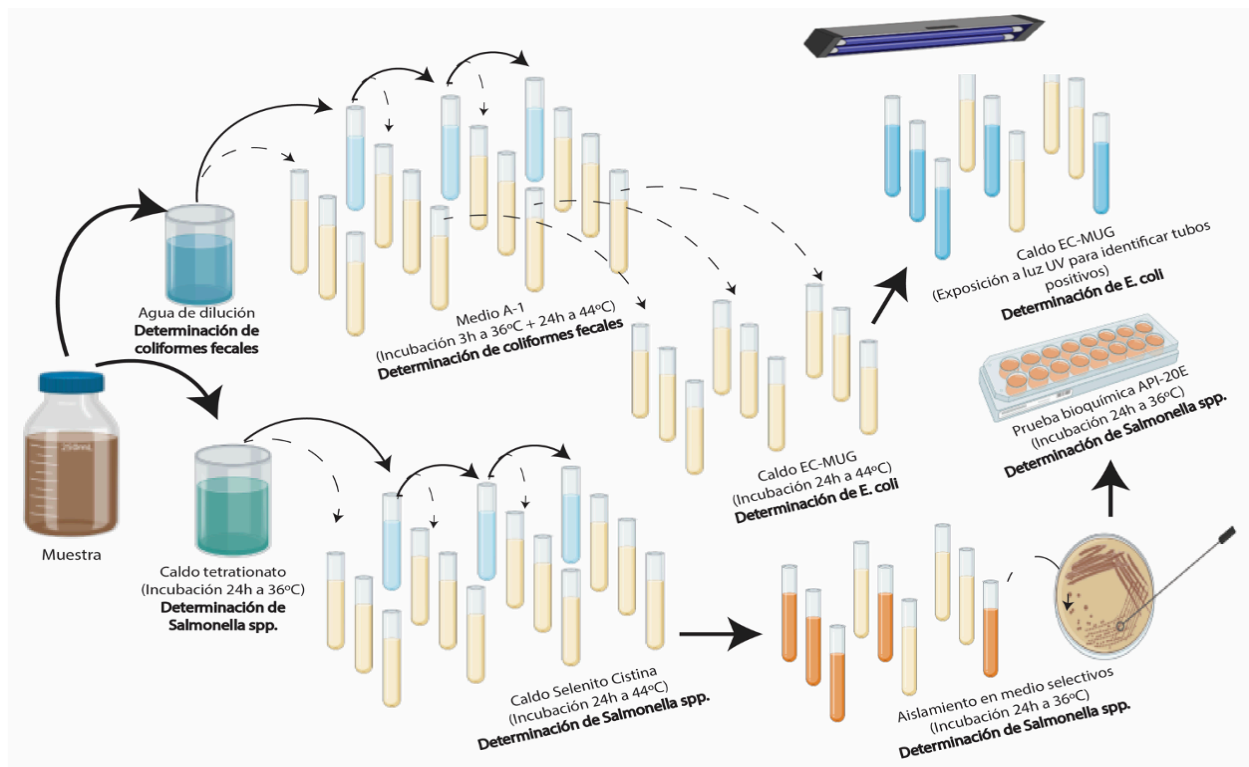 Agua de dilución
Determinación de
coliformes fecales
Medio A-1
(Incubación 3h a 36ºC + 24h a 44ºC)
Determinación de coliformes fecales
Caldo EC-MUG
(Exposición a luz UV para identificar tubos
positivos)
Determinación de E. coli
Caldo EC-MUG
(Incubación 24h a 44ºC)
Determinación de E. coli
250mL
Muestra
Caldo tetrationato
(Incubación 24h a 36ºC)
Determinación de
Salmonella spp.
Caldo Selenito Cistina
(Incubación 24h a 44ºC)
Determinación de Salmonella spp.
Aislamiento en medio selectivos
(Incubación 24h a 36ºC)
Determinación de Salmonella spp.
Prueba bioquímica API-20E
(Incubación 24h a 36ºC)
Determinación de Salmonella spp.